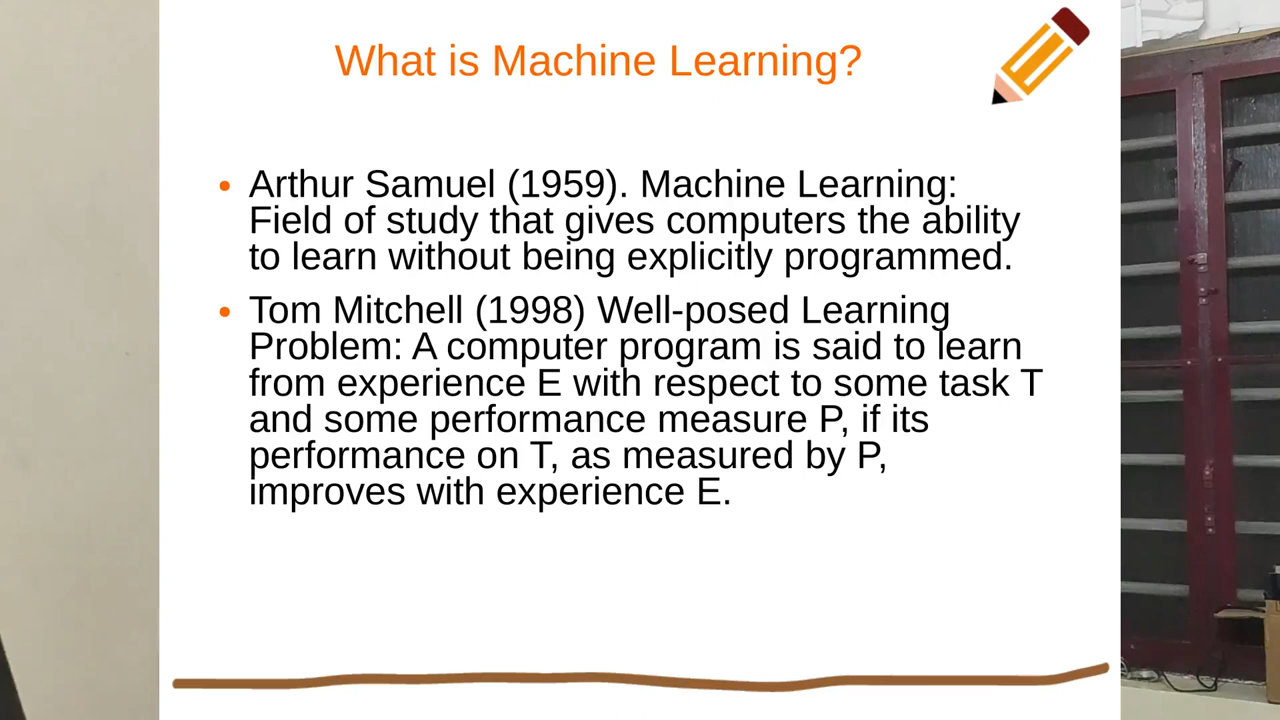 What is Machine Learning?
• Arthur Samuel (1959). Machine Learning:
Field of study that gives computers the ability
to learn without being explicitly programmed.
• Tom Mitchell (1998) Well-posed Learning
Problem: A computer program is said to learn
from experience E with respect to some task T
and some performance measure P, if its
performance on T, as measured by P,
improves with experience E.